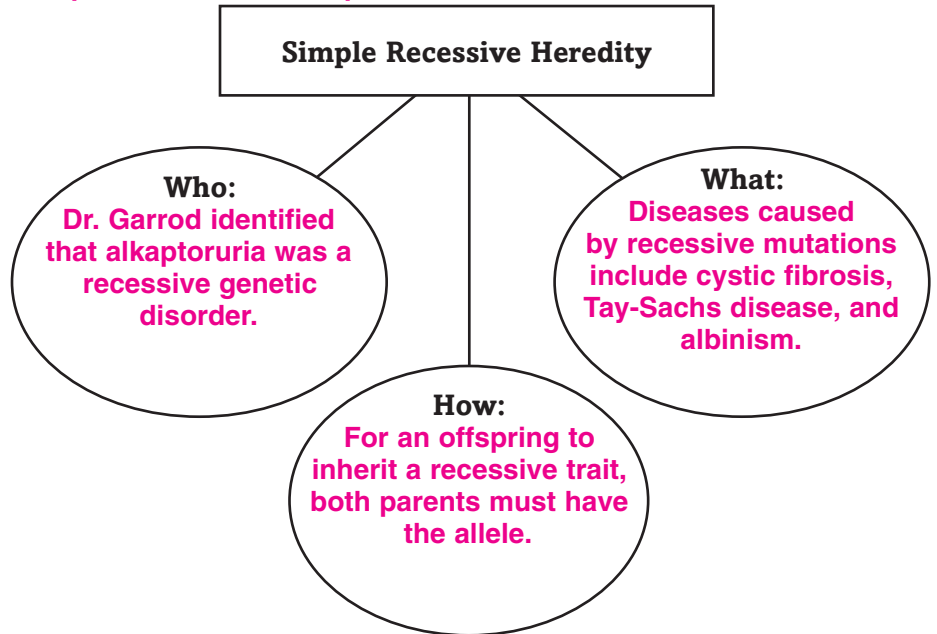 Simple Recessive Heredity
Who:
Dr. Garrod identified
that alkaptoruria was a
recessive genetic
disorder.
What:
Diseases caused
by recessive mutations
include cystic fibrosis,
Tay-Sachs disease, and
albinism.
How:
For an offspring to
inherit a recessive trait,
both parents must have
the allele.